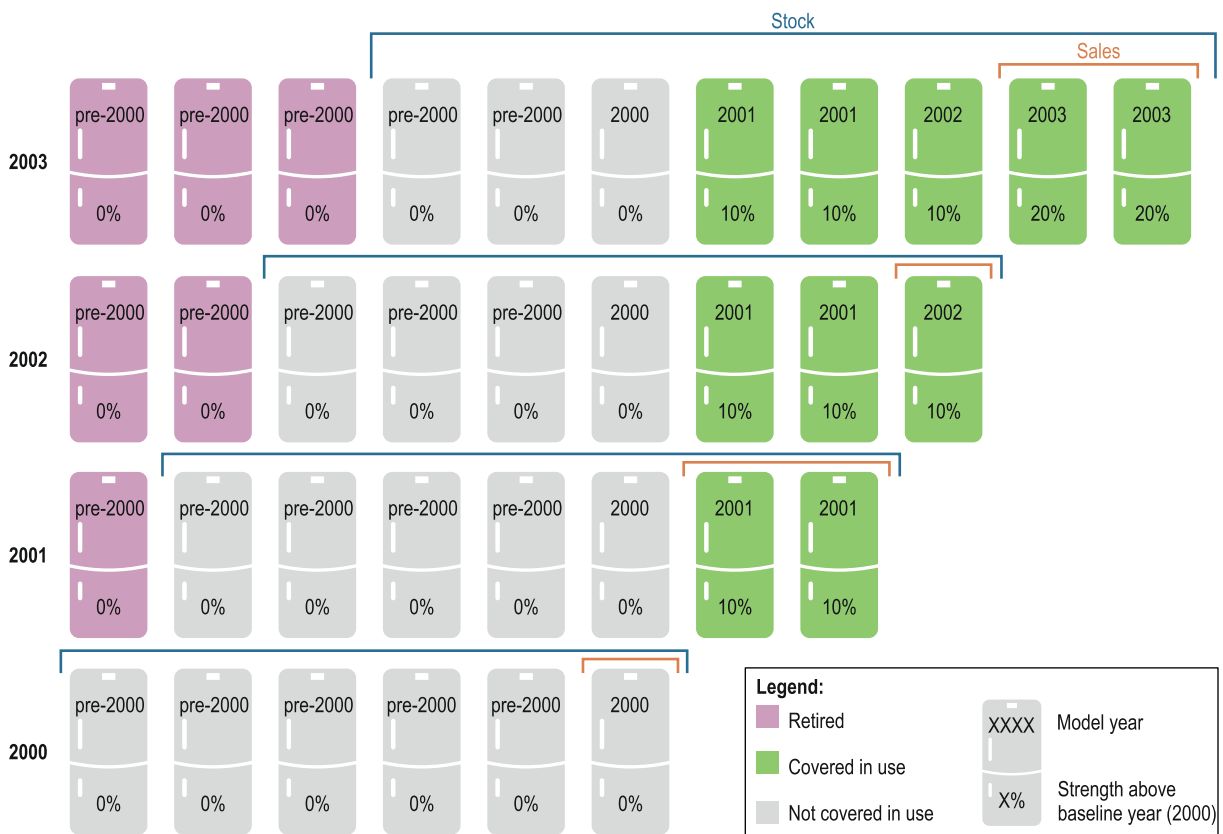 Stock
Sales
2003
pre-2000 pre-2000 pre-2000 pre-2000 pre-2000 2000 2001 2001 2002 2003 2003
0% 0% 0% 0% 0% 0% 10% 10% 10% 20% 20%
2002
pre-2000 pre-2000 pre-2000 pre-2000 pre-2000 2000 2001 2001 2002
0% 0% 0% 0% 0% 0% 10% 10% 10%
2001
pre-2000 pre-2000 pre-2000 pre-2000 pre-2000 2000 2001 2001
0% 0% 0% 0% 0% 0% 10% 10%
2000
pre-2000 pre-2000 pre-2000 pre-2000 pre-2000 2000
0% 0% 0% 0% 0% 0%
Legend:
Retired
Covered in use
Not covered in use
XXXX
Model year
X%
Strength above
baseline year (2000)